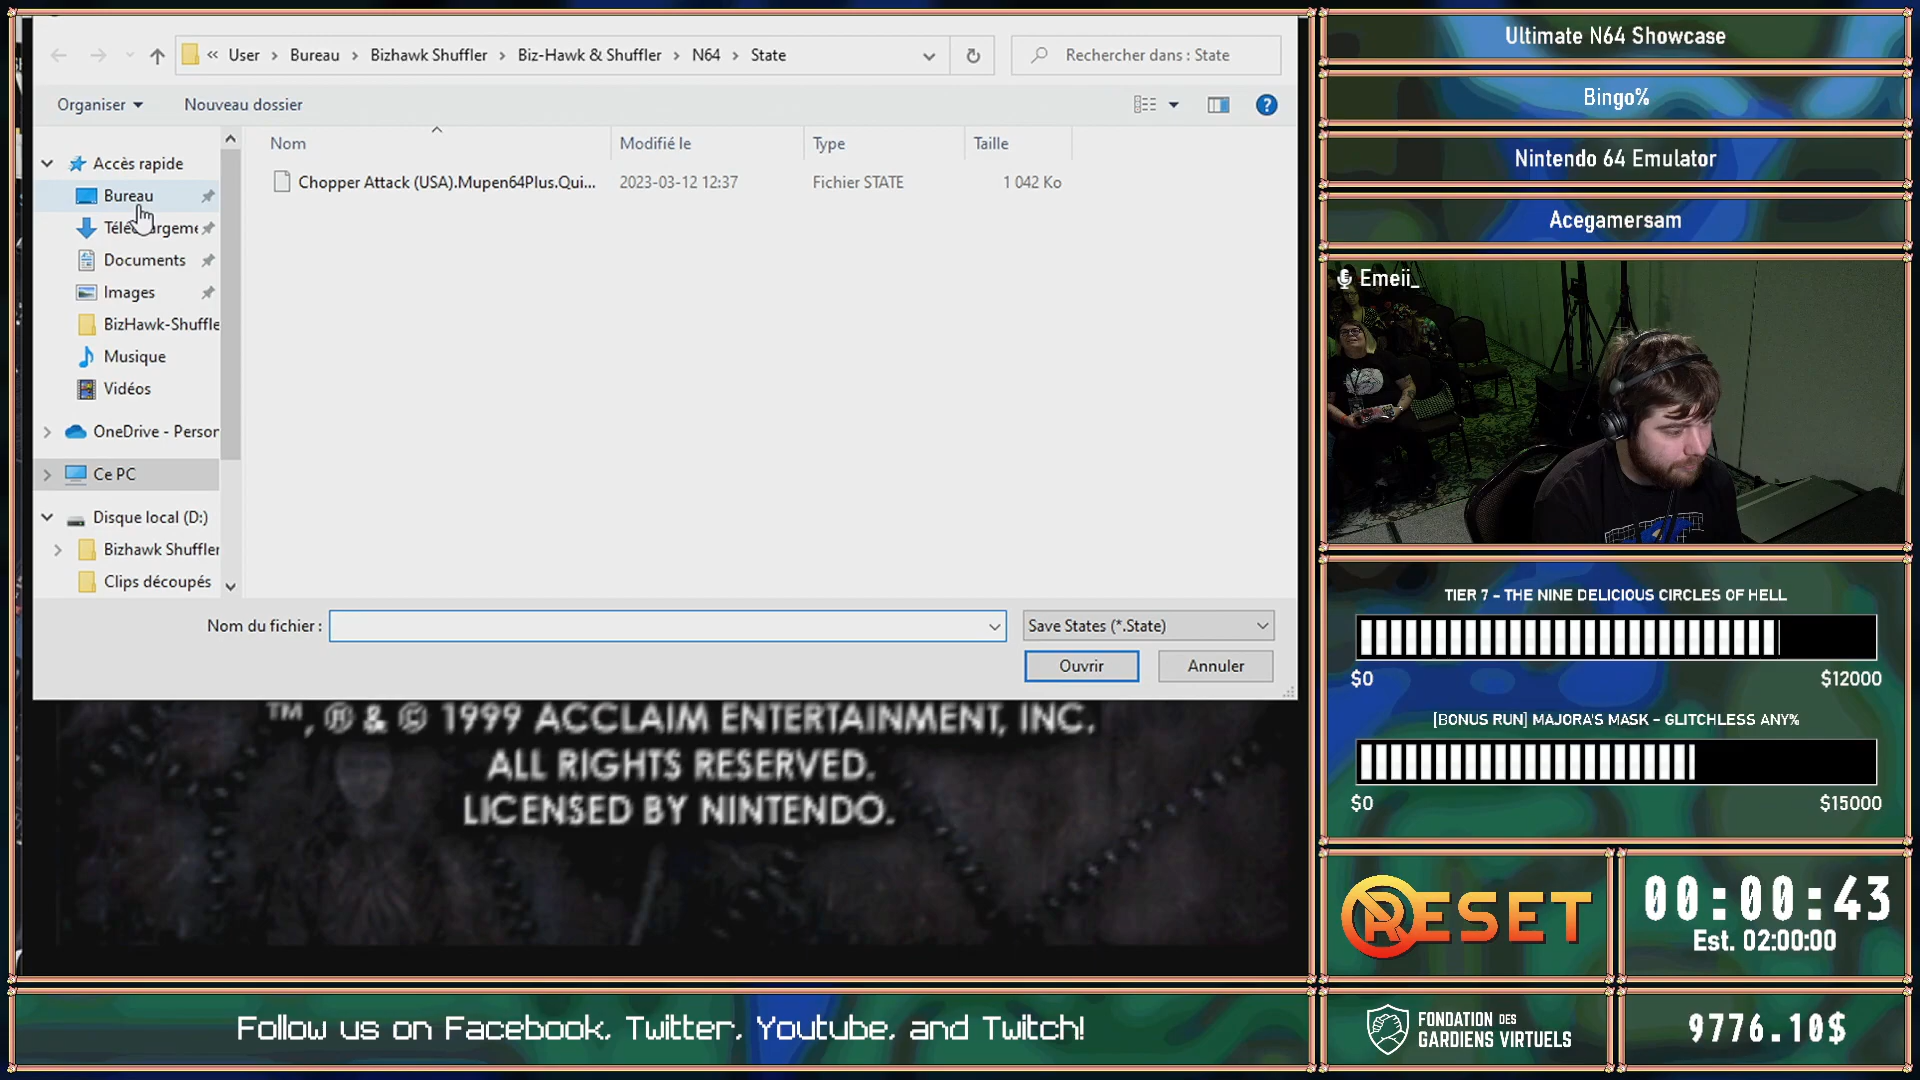 « User > Bureau > Bizhawk Shuffler > Biz-Hawk & Shuffler > N64 > State
Rechercher dans : State
Organiser
Nouveau dossier
Nom
Modifié le
Type
Taille
Chopper Attack (USA).Mupen64Plus.Qui...
2023-03-12 12:37
Fichier STATE
1 042 Ko
Accès rapide
Bureau
Documents
Images
BizHawk-Shuffle
Musique
Vidéos
OneDrive - Person
Ce PC
Disque local (D:)
Bizhawk Shuffler
Clips découpés
Nom du fichier :
Save States (*.State)
Ouvrir
Annuler
™, ® & © 1999 ACCLAIM ENTERTAINMENT, INC.
ALL RIGHTS RESERVED.
LICENSED BY NINTENDO.
Ultimate N64 Showcase
Bingo%
Nintendo 64 Emulator
Acegamersam
Emeii_
TIER 7 - THE NINE DELICIOUS CIRCLES OF HELL
$0
$12000
[BONUS RUN] MAJORA'S MASK - GLITCHLESS ANY%
$0
$15000
RESET
00:00:43
Est. 02:00:00
Follow us on Facebook, Twitter, Youtube, and Twitch!
FONDATION DES
GARDIENS VIRTUELS
9776.10$